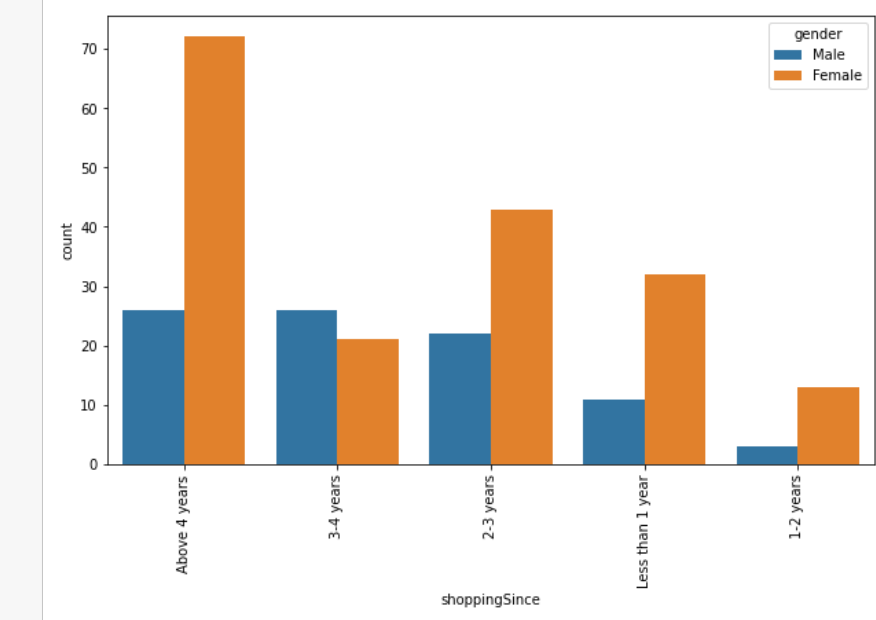 gender
Male
Female
70
60
50
40
30
20
10
0
count
Above 4 years
3-4 years
2-3 years
Less than 1 year
1-2 years
shoppingSince